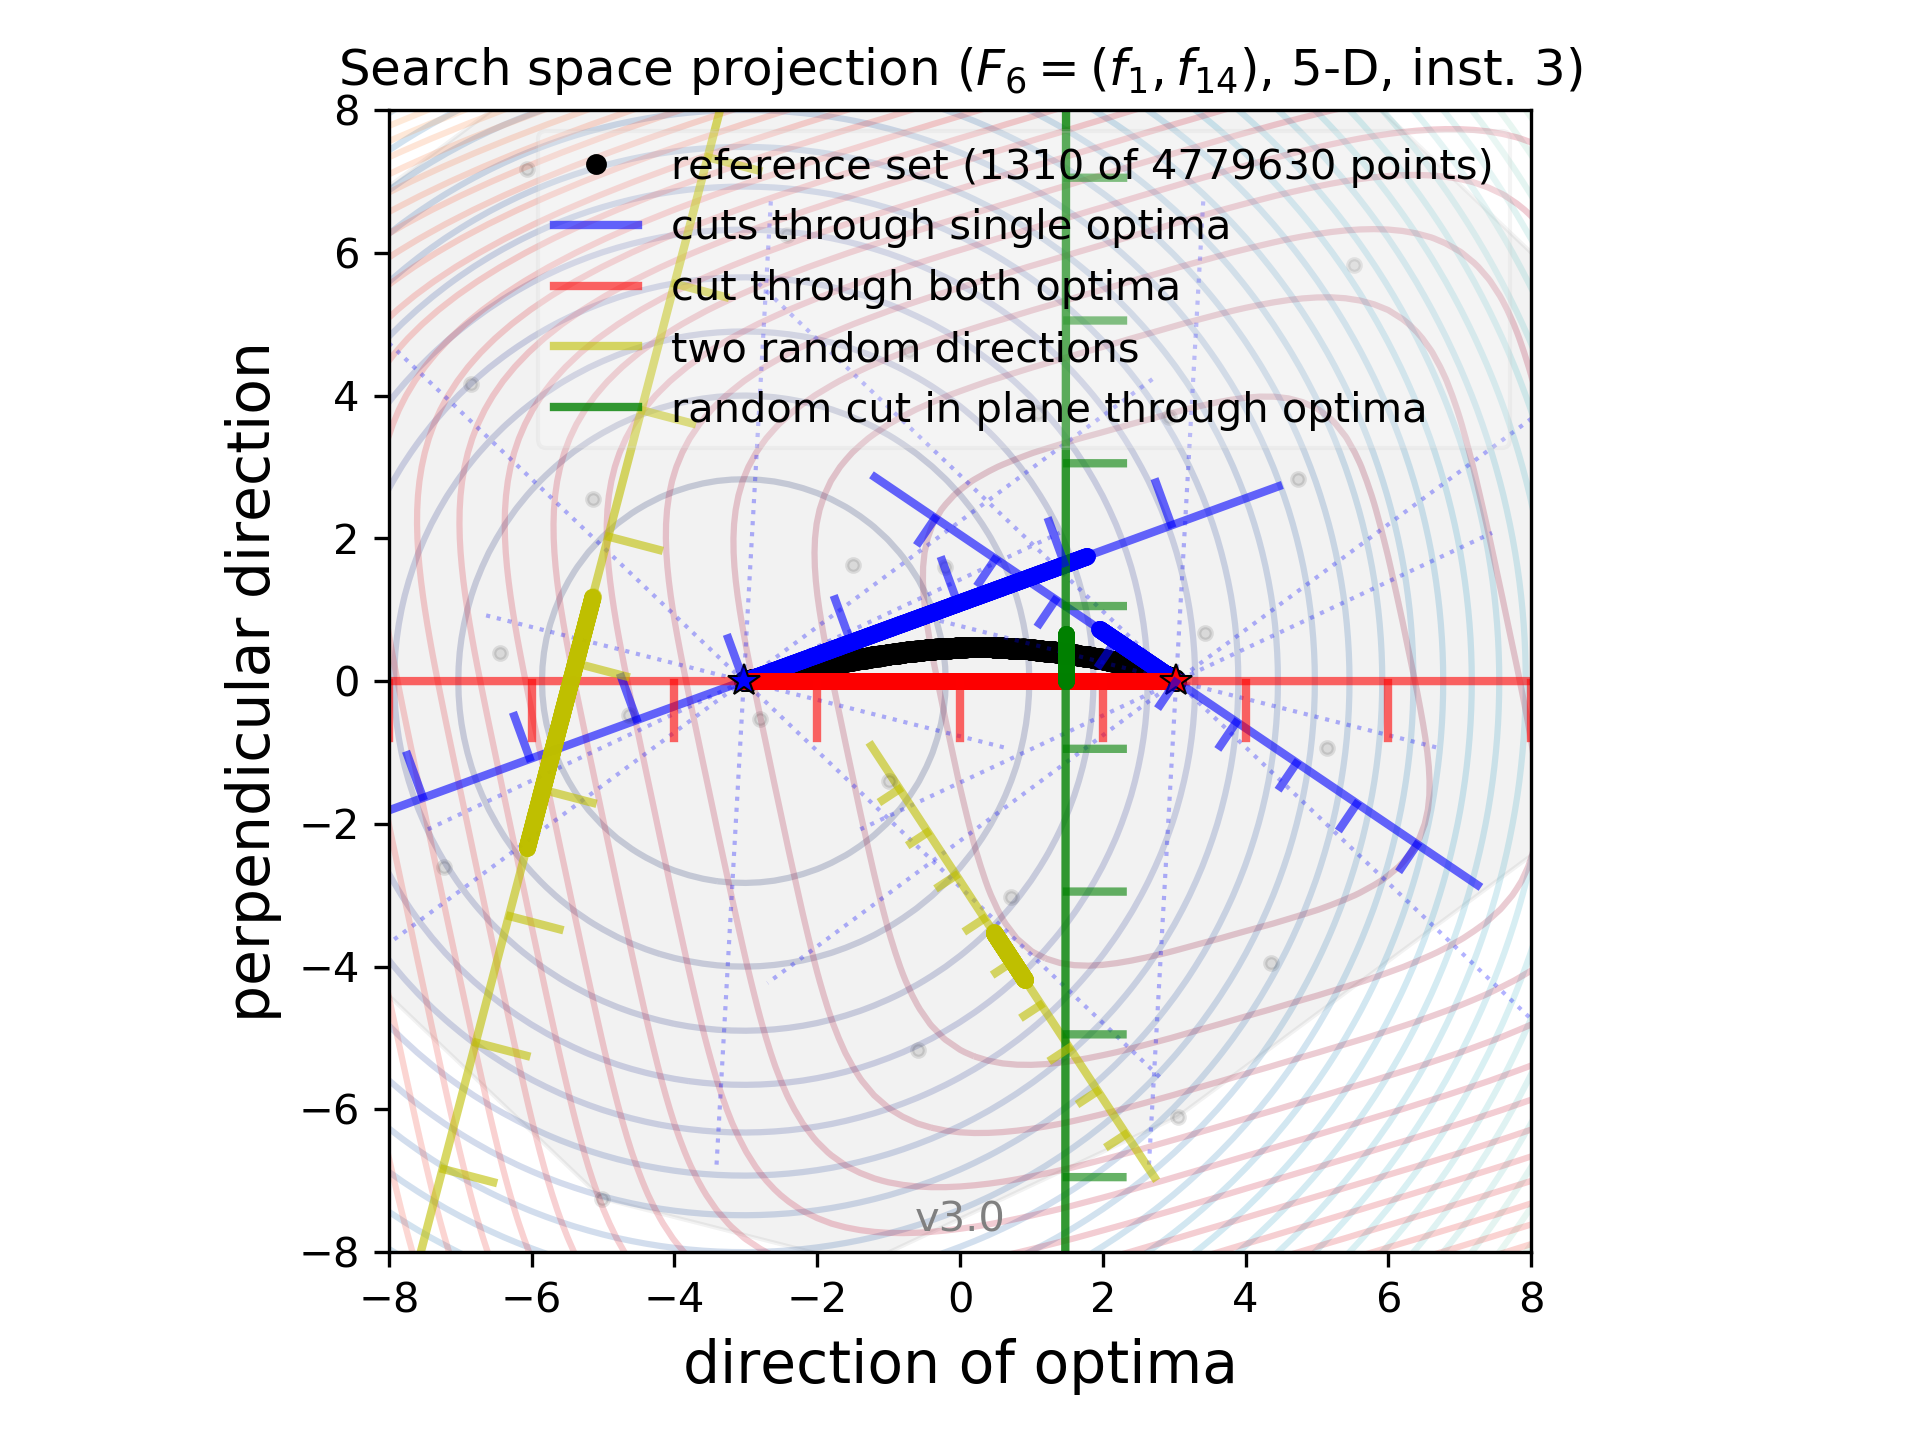 Search space projection (F₆ = (f₁, f₁₄), 5-D, inst. 3)
8
6
4
2
0
−2
−4
−6
−8
perpendicular direction
reference set (1310 of 4779630 points)
cuts through single optima
cut through both optima
two random directions
random cut in plane through optima
v3.0
−8 −6 −4 −2 0 2 4 6 8
direction of optima